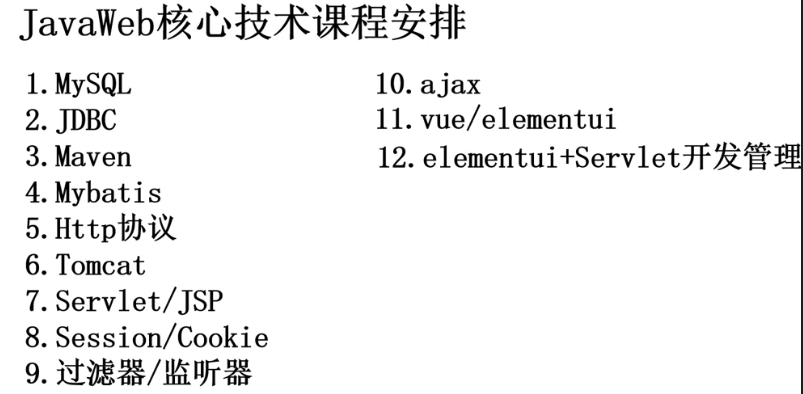 JavaWeb核心技术课程安排
1.MySQL
2.JDBC
3.Maven
4.Mybatis
5.Http协议
6.Tomcat
7.Servlet/JSP
8.Session/Cookie
9.过滤器/监听器
10.ajax
11.vue/elementui
12.elementui+Servlet开发管理